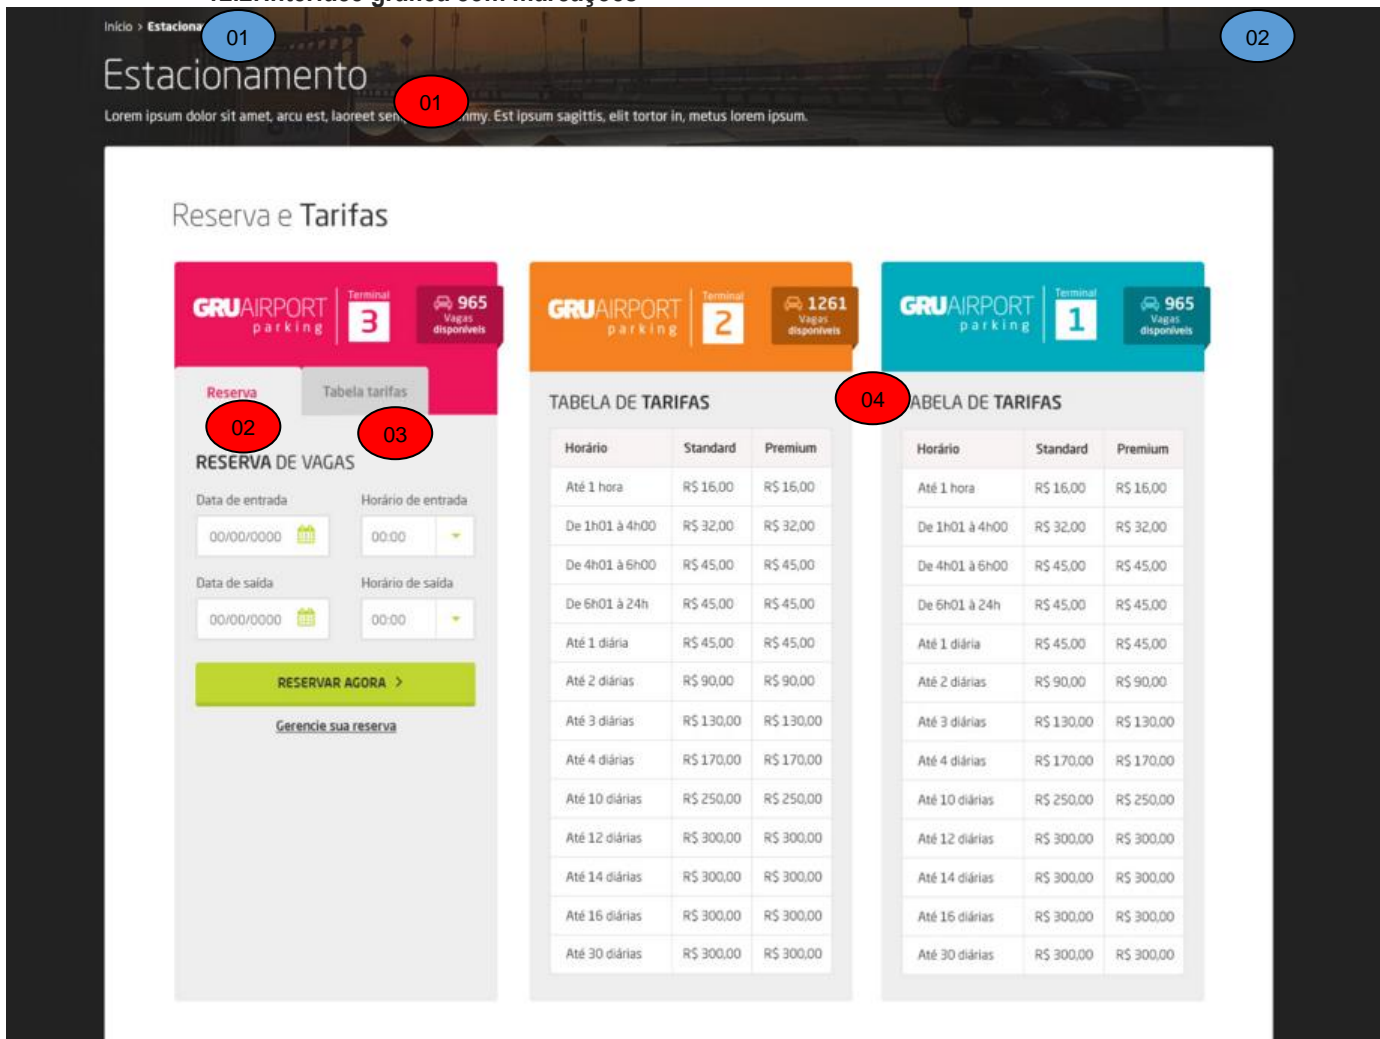 Início > Estaciona
01
02
Estacionamento
01
Lorem ipsum dolor sit amet, arcu est, laoreet sen mmy. Est ipsum sagittis, elit tortor in, metus lorem ipsum.
Reserva e Tarifas
GRUAIRPORT
parking
Terminal
3
965
Vagas
disponíveis
Reserva
Tabela tarifas
02
03
RESERVA DE VAGAS
Data de entrada Horário de entrada
00/00/0000 00:00
Data de saída Horário de saída
00/00/0000 00:00
RESERVAR AGORA >
Gerencie sua reserva
GRUAIRPORT
parking
Terminal
2
1261
Vagas
disponíveis
TABELA DE TARIFAS
Horário Standard Premium
Até 1 hora R$ 16,00 R$ 16,00
De 1h01 à 4h00 R$ 32,00 R$ 32,00
De 4h01 à 6h00 R$ 45,00 R$ 45,00
De 6h01 à 24h R$ 45,00 R$ 45,00
Até 1 diária R$ 45,00 R$ 45,00
Até 2 diárias R$ 90,00 R$ 90,00
Até 3 diárias R$ 130,00 R$ 130,00
Até 4 diárias R$ 170,00 R$ 170,00
Até 10 diárias R$ 250,00 R$ 250,00
Até 12 diárias R$ 300,00 R$ 300,00
Até 14 diárias R$ 300,00 R$ 300,00
Até 16 diárias R$ 300,00 R$ 300,00
Até 30 diárias R$ 300,00 R$ 300,00
04
GRUAIRPORT
parking
Terminal
1
965
Vagas
disponíveis
ABELA DE TARIFAS
Horário Standard Premium
Até 1 hora R$ 16,00 R$ 16,00
De 1h01 à 4h00 R$ 32,00 R$ 32,00
De 4h01 à 6h00 R$ 45,00 R$ 45,00
De 6h01 à 24h R$ 45,00 R$ 45,00
Até 1 diária R$ 45,00 R$ 45,00
Até 2 diárias R$ 90,00 R$ 90,00
Até 3 diárias R$ 130,00 R$ 130,00
Até 4 diárias R$ 170,00 R$ 170,00
Até 10 diárias R$ 250,00 R$ 250,00
Até 12 diárias R$ 300,00 R$ 300,00
Até 14 diárias R$ 300,00 R$ 300,00
Até 16 diárias R$ 300,00 R$ 300,00
Até 30 diárias R$ 300,00 R$ 300,00